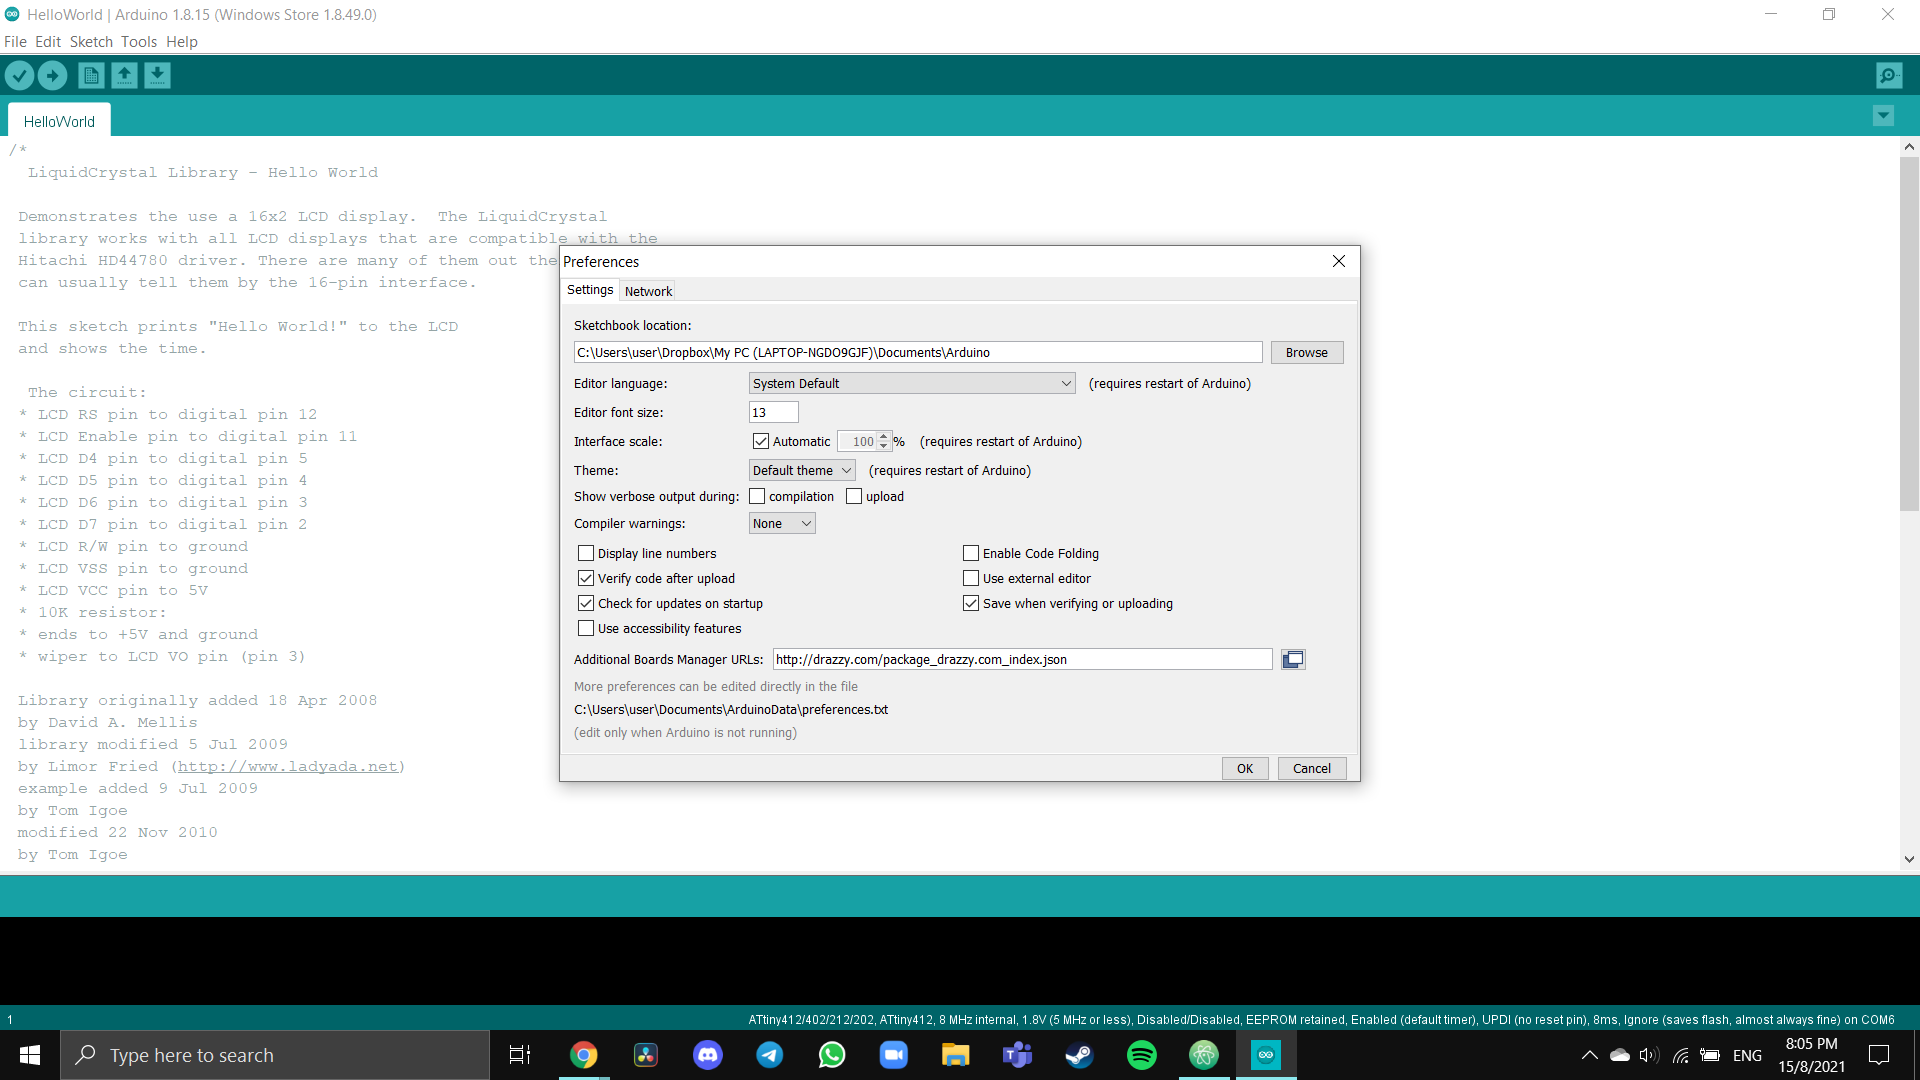 HelloWorld | Arduino 1.8.15 (Windows Store 1.8.49.0)
File Edit Sketch Tools Help
HelloWorld
/*
LiquidCrystal Library - Hello World
Demonstrates the use a 16x2 LCD display.  The LiquidCrystal
library works with all LCD displays that are compatible with the
Hitachi HD44780 driver. There are many of them out
can usually tell them by the 16-pin interface.
This sketch prints "Hello World!" to the LCD
and shows the time.
The circuit:
* LCD RS pin to digital pin 12
* LCD Enable pin to digital pin 11
* LCD D4 pin to digital pin 5
* LCD D5 pin to digital pin 4
* LCD D6 pin to digital pin 3
* LCD D7 pin to digital pin 2
* LCD R/W pin to ground
* LCD VSS pin to ground
* LCD VCC pin to 5V
* 10K resistor:
* ends to +5V and ground
* wiper to LCD VO pin (pin 3)
Library originally added 18 Apr 2008
by David A. Mellis
library modified 5 Jul 2009
by Limor Fried (http://www.ladyada.net)
example added 9 Jul 2009
by Tom Igoe
modified 22 Nov 2010
by Tom Igoe
Preferences
Settings Network
Sketchbook location:
C:\Users\user\Dropbox\My PC (LAPTOP-NGDO9GJF)\Documents\Arduino Browse
Editor language: System Default (requires restart of Arduino)
Editor font size: 13
Interface scale: Automatic 100 % (requires restart of Arduino)
Theme: Default theme (requires restart of Arduino)
Show verbose output during: compilation upload
Compiler warnings: None
Display line numbers Enable Code Folding
Verify code after upload Use external editor
Check for updates on startup Save when verifying or uploading
Use accessibility features
Additional Boards Manager URLs: http://drazzy.com/package_drazzy.com_index.json
More preferences can be edited directly in the file
C:\Users\user\Documents\ArduinoData\preferences.txt
(edit only when Arduino is not running)
OK Cancel
1 ATtiny412/402/212/202, ATtiny412, 8 MHz internal, 1.8V (5 MHz or less), Disabled/Disabled, EEPROM retained, Enabled (default timer), UPDI (no reset pin), 8ms, Ignore (saves flash, almost always fine) on COM6
Type here to search
ENG
8:05 PM
15/8/2021